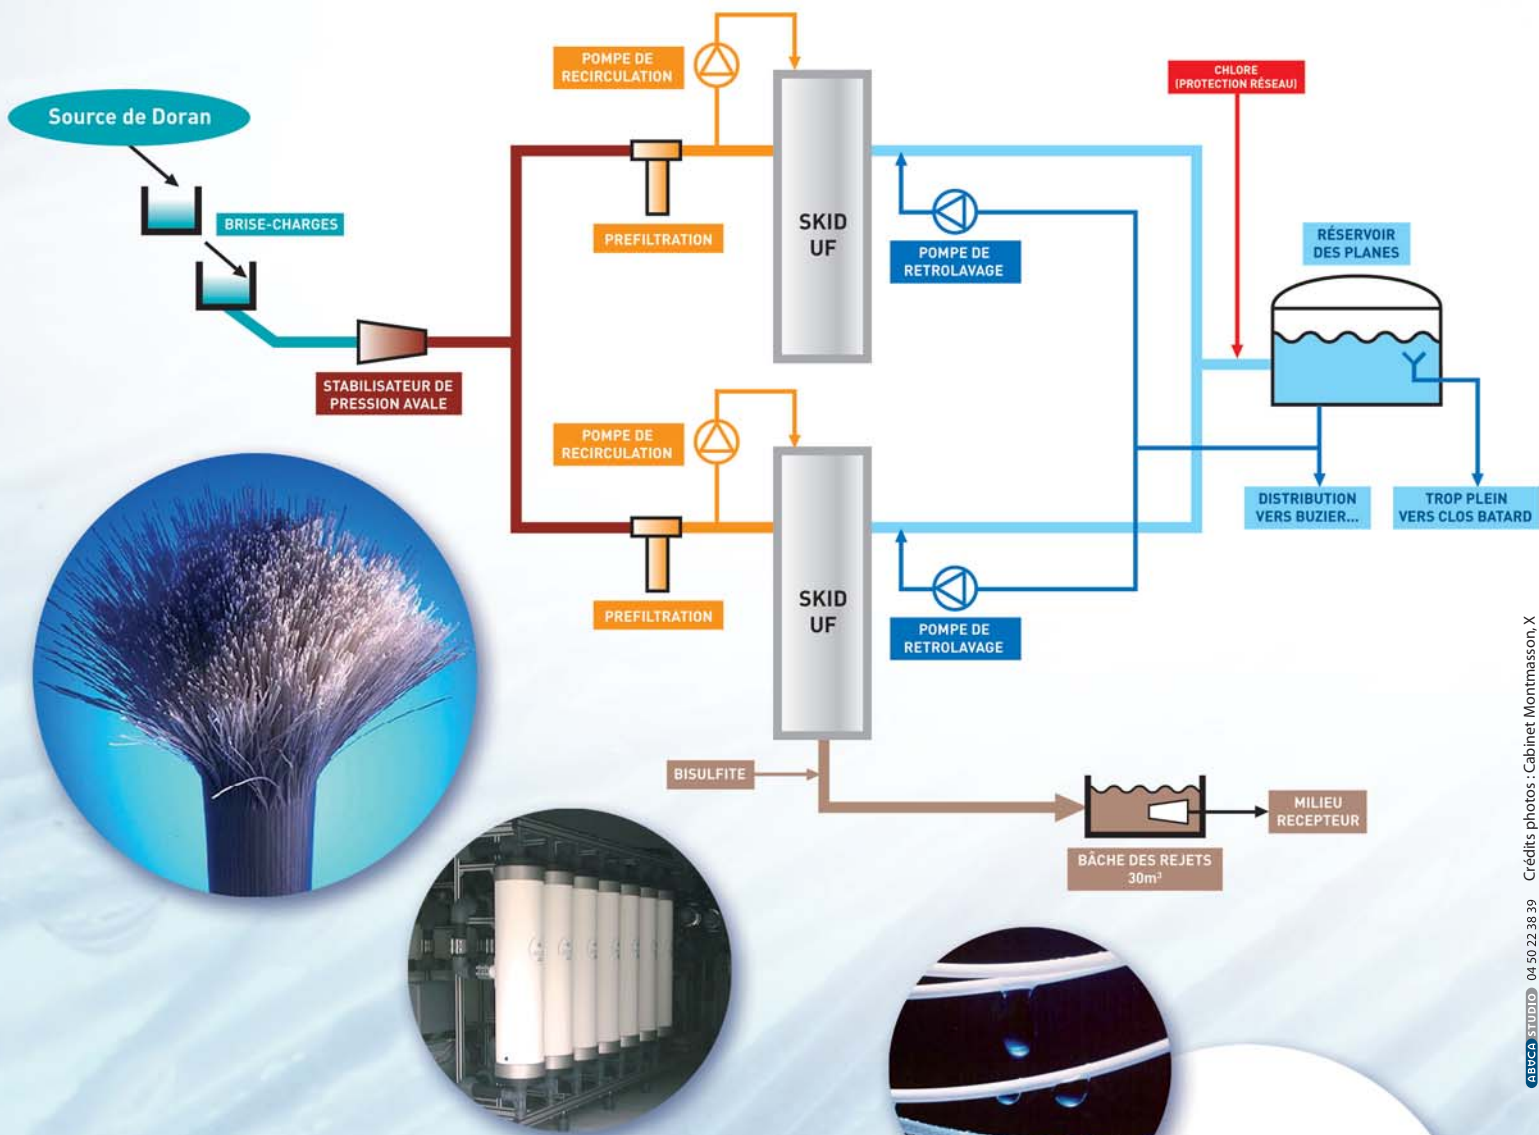 Source de Doran
BRISE-CHARGES
STABILISATEUR DE
PRESSION AVALE
POMPE DE
RECIRCULATION
PREFILTRATION
SKID
UF
POMPE DE
RETROLAVAGE
CHLORE
(PROTECTION RÉSEAU)
RÉSERVOIR
DES PLANES
POMPE DE
RECIRCULATION
PREFILTRATION
SKID
UF
POMPE DE
RETROLAVAGE
DISTRIBUTION
VERS BUZIER...
TROP PLEIN
VERS CLOS BATARD
BISULFITE
MILIEU
RECEPTEUR
BÂCHE DES REJETS
30m³
ABACA STUDIO 04 50 22 38 39 Crédits photos : Cabinet Montmasson, X